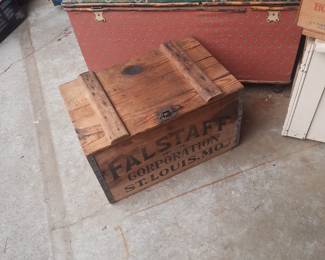 FALSTAFF
CORPORATION
ST. LOUIS. MO.